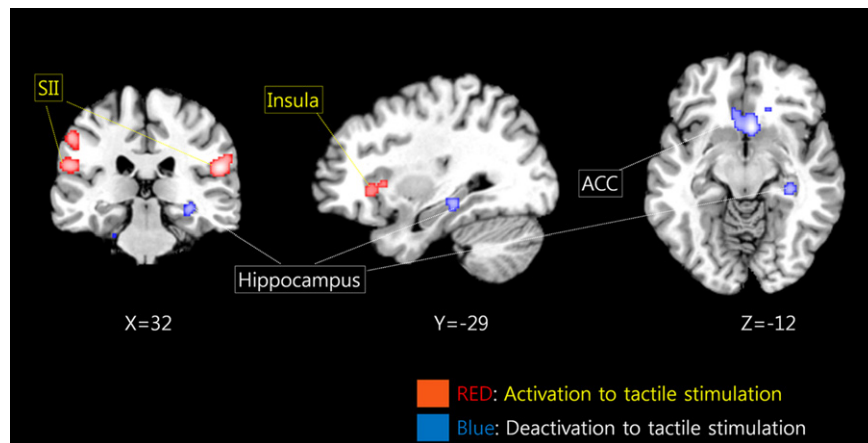 SII
Insula
ACC
Hippocampus
X=32
Y=-29
Z=-12
RED: Activation to tactile stimulation
Blue: Deactivation to tactile stimulation